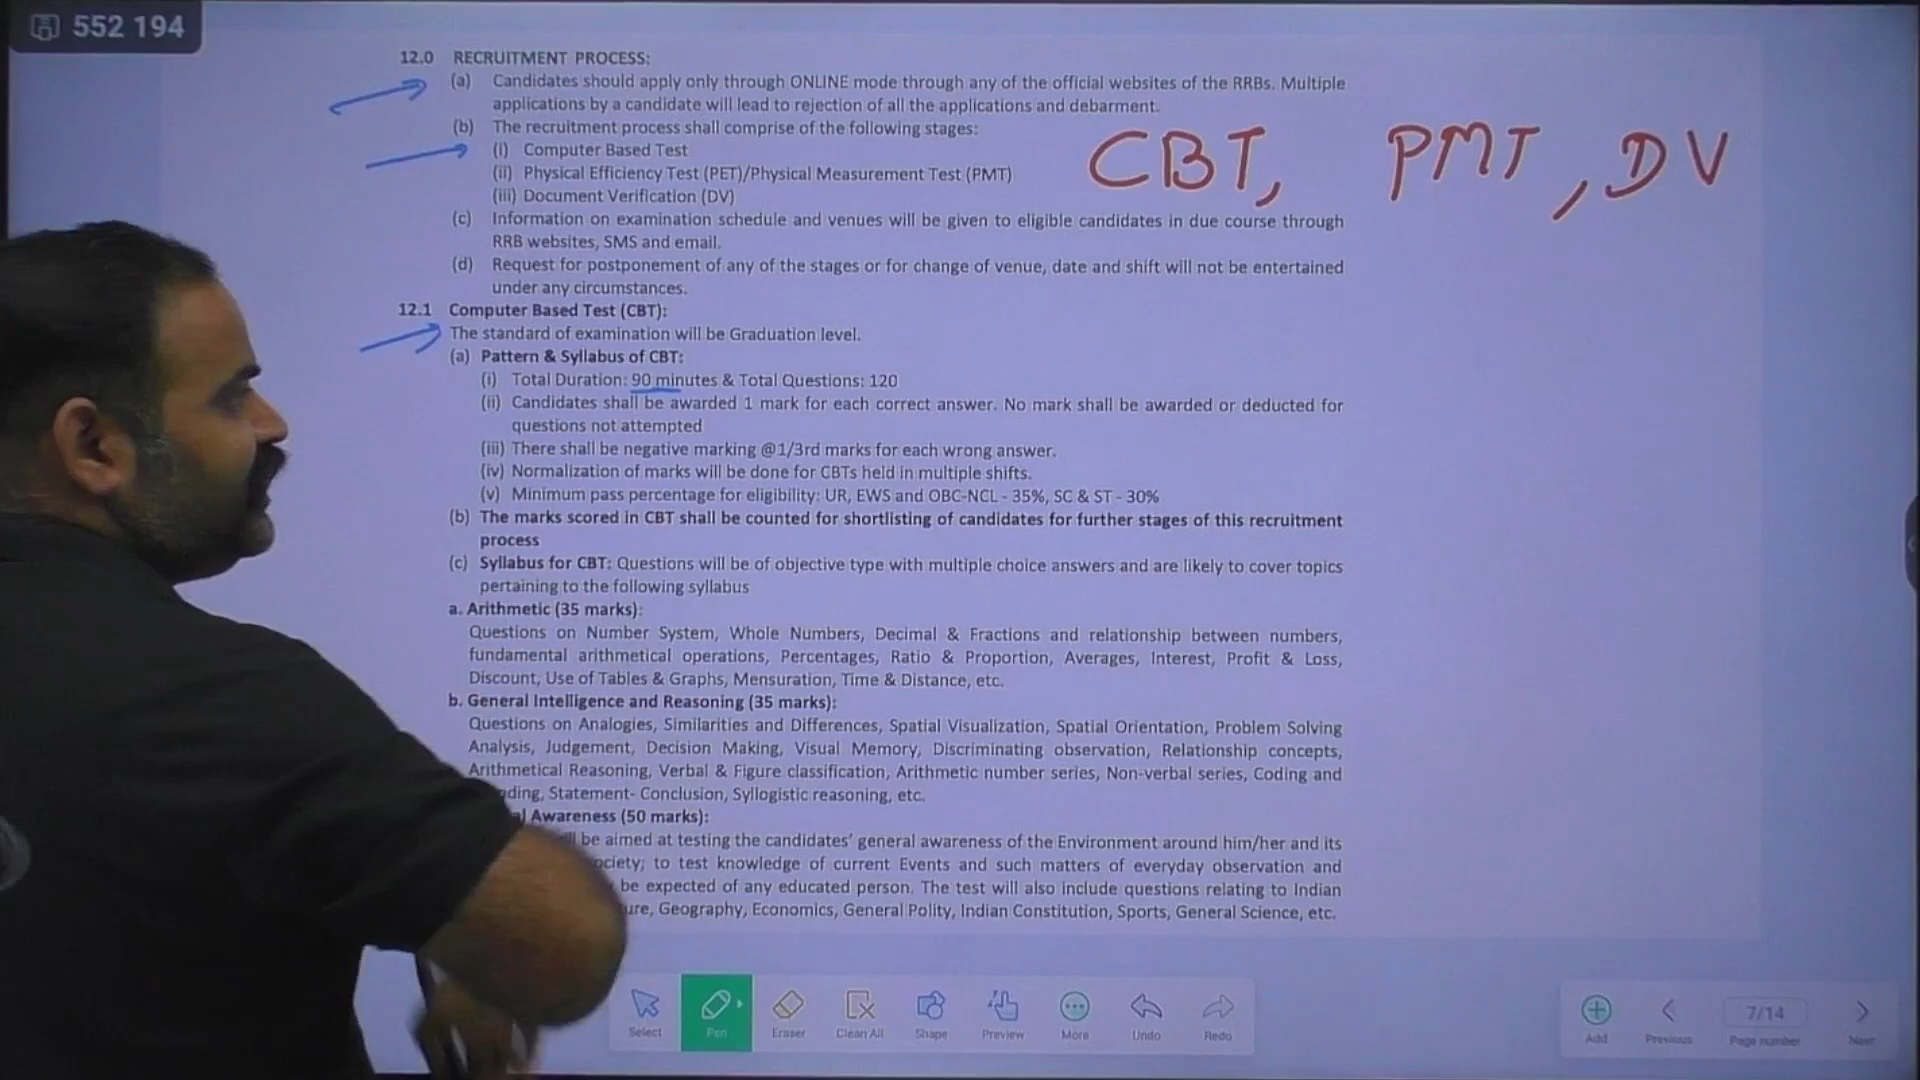 552 194
12.0 RECRUITMENT PROCESS:
(a) Candidates should apply only through ONLINE mode through any of the official websites of the RRBs. Multiple
applications by a candidate will lead to rejection of all the applications and debarment.
(b) The recruitment process shall comprise of the following stages:
(i) Computer Based Test
(ii) Physical Efficiency Test (PET)/Physical Measurement Test (PMT)
(iii) Document Verification (DV)
CBT, PMT, DV
(c) Information on examination schedule and venues will be given to eligible candidates in due course through
RRB websites, SMS and email.
(d) Request for postponement of any of the stages or for change of venue, date and shift will not be entertained
under any circumstances.
12.1 Computer Based Test (CBT):
The standard of examination will be Graduation level.
(a) Pattern & Syllabus of CBT:
(i) Total Duration: 90 minutes & Total Questions: 120
(ii) Candidates shall be awarded 1 mark for each correct answer. No mark shall be awarded or deducted for
questions not attempted
(iii) There shall be negative marking @1/3rd marks for each wrong answer.
(iv) Normalization of marks will be done for CBTs held in multiple shifts.
(v) Minimum pass percentage for eligibility: UR, EWS and OBC-NCL - 35%, SC & ST - 30%
(b) The marks scored in CBT shall be counted for shortlisting of candidates for further stages of this recruitment
process
(c) Syllabus for CBT: Questions will be of objective type with multiple choice answers and are likely to cover topics
pertaining to the following syllabus
a. Arithmetic (35 marks):
Questions on Number System, Whole Numbers, Decimal & Fractions and relationship between numbers,
fundamental arithmetical operations, Percentages, Ratio & Proportion, Averages, Interest, Profit & Loss,
Discount, Use of Tables & Graphs, Mensuration, Time & Distance, etc.
b. General Intelligence and Reasoning (35 marks):
Questions on Analogies, Similarities and Differences, Spatial Visualization, Spatial Orientation, Problem Solving
Analysis, Judgement, Decision Making, Visual Memory, Discriminating observation, Relationship concepts,
Arithmetical Reasoning, Verbal & Figure classification, Arithmetic number series, Non-verbal series, Coding and
Statement- Conclusion, Syllogistic reasoning, etc.
Awareness (50 marks):
be aimed at testing the candidates' general awareness of the Environment around him/her and its
to test knowledge of current Events and such matters of everyday observation and
be expected of any educated person. The test will also include questions relating to Indian
Geography, Economics, General Polity, Indian Constitution, Sports, General Science, etc.
Select Pen Eraser Clean All Shape Preview More Undo Redo
7/14
Add Previous Page number Next